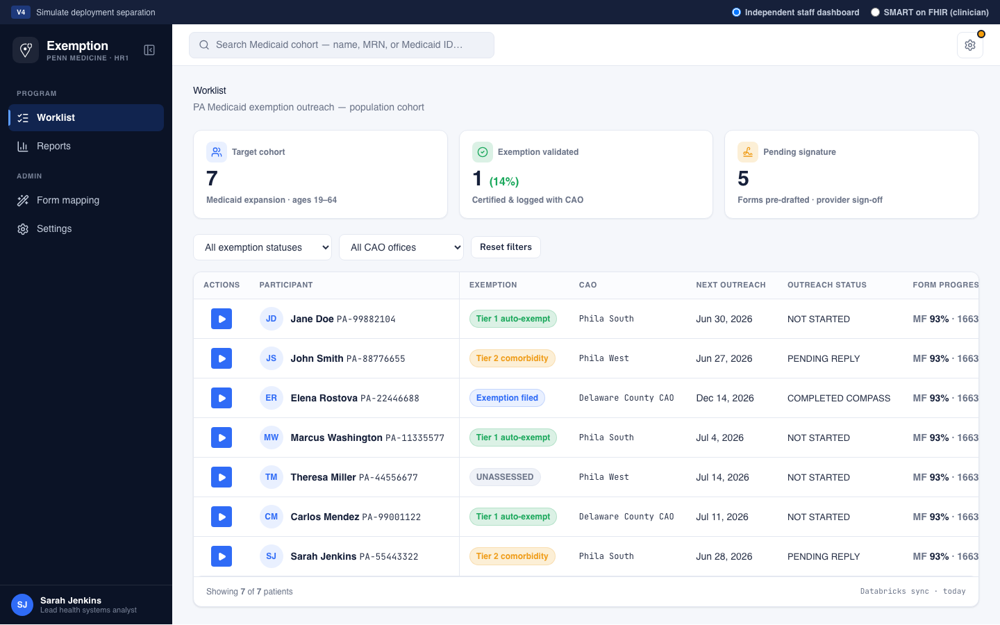 V4 Simulate deployment separation
Independent staff dashboard
SMART on FHIR (clinician)
Exemption
PENN MEDICINE · HR1
Search Medicaid cohort — name, MRN, or Medicaid ID...
PROGRAM
Worklist
Reports
ADMIN
Form mapping
Settings
Worklist
PA Medicaid exemption outreach — population cohort
Target cohort
7
Medicaid expansion · ages 19–64
Exemption validated
1 (14%)
Certified & logged with CAO
Pending signature
5
Forms pre-drafted · provider sign-off
All exemption statuses
All CAO offices
Reset filters
ACTIONS PARTICIPANT EXEMPTION CAO NEXT OUTREACH OUTREACH STATUS FORM PROGRES
JD Jane Doe PA-99882104 Tier 1 auto-exempt Phila South Jun 30, 2026 NOT STARTED MF 93% · 1663
JS John Smith PA-88776655 Tier 2 comorbidity Phila West Jun 27, 2026 PENDING REPLY MF 93% · 1663
ER Elena Rostova PA-22446688 Exemption filed Delaware County CAO Dec 14, 2026 COMPLETED COMPASS MF 93% · 1663
MW Marcus Washington PA-11335577 Tier 1 auto-exempt Phila South Jul 4, 2026 NOT STARTED MF 93% · 1663
TM Theresa Miller PA-44556677 UNASSESSED Phila West Jul 14, 2026 NOT STARTED MF 93% · 1663
CM Carlos Mendez PA-99001122 Tier 1 auto-exempt Delaware County CAO Jul 11, 2026 NOT STARTED MF 93% · 1663
SJ Sarah Jenkins PA-55443322 Tier 2 comorbidity Phila South Jun 28, 2026 PENDING REPLY MF 93% · 1663
Showing 7 of 7 patients
Databricks sync · today
SJ
Sarah Jenkins
Lead health systems analyst